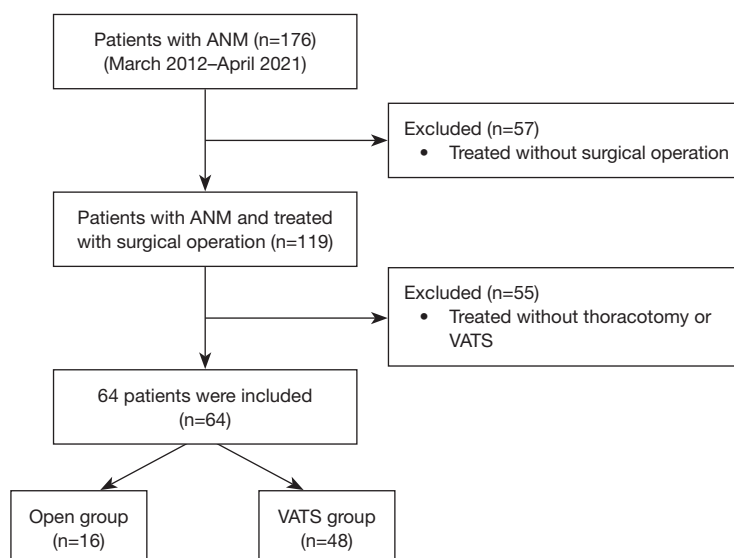 Patients with ANM (n=176)
(March 2012–April 2021)
Excluded (n=57)
• Treated without surgical operation
Patients with ANM and treated
with surgical operation (n=119)
Excluded (n=55)
• Treated without thoracotomy or
VATS
64 patients were included
(n=64)
Open group
(n=16)
VATS group
(n=48)